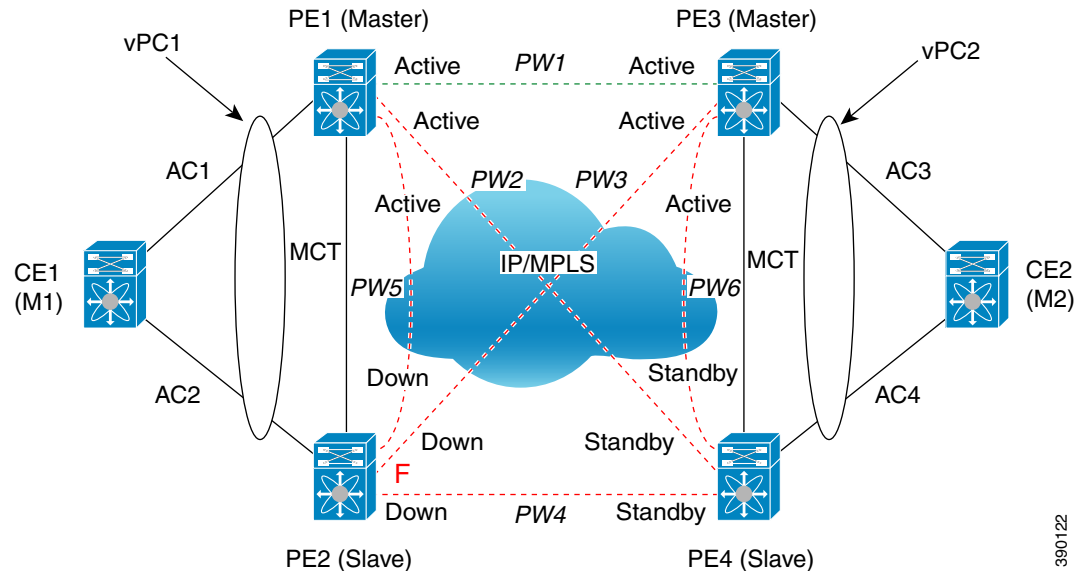 PE1 (Master)
PE3 (Master)
vPC1
vPC2
Active
PW1
Active
Active
Active
AC1
PW2
PW3
AC3
Active
Active
MCT
IP/MPLS
MCT
CE1
(M1)
PW5
PW6
CE2
(M2)
Down
Standby
AC2
AC4
Down
Standby
F
Down
PW4
Standby
PE2 (Slave)
PE4 (Slave)
390122